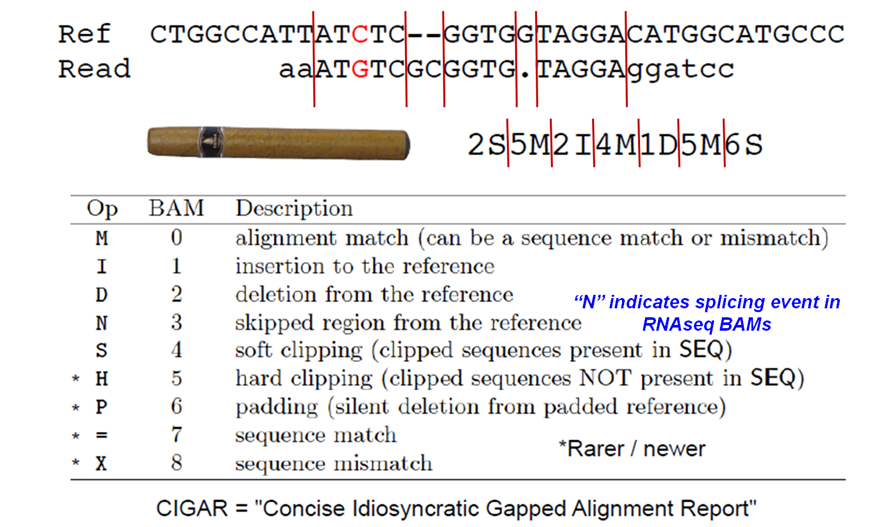 Ref CTGGCCATTATCTC--GGTGGTAGGACATGGCATGCCC
Read aaATGTCGCGGTG.TAGGAggatcc
2S5M2I4M1D5M6S
Op BAM Description
M 0 alignment match (can be a sequence match or mismatch)
I 1 insertion to the reference
D 2 deletion from the reference
N 3 skipped region from the reference
"N" indicates splicing event in
RNAseq BAMs
S 4 soft clipping (clipped sequences present in SEQ)
* H 5 hard clipping (clipped sequences NOT present in SEQ)
* P 6 padding (silent deletion from padded reference)
* = 7 sequence match
* X 8 sequence mismatch
*Rarer / newer
CIGAR = "Concise Idiosyncratic Gapped Alignment Report"